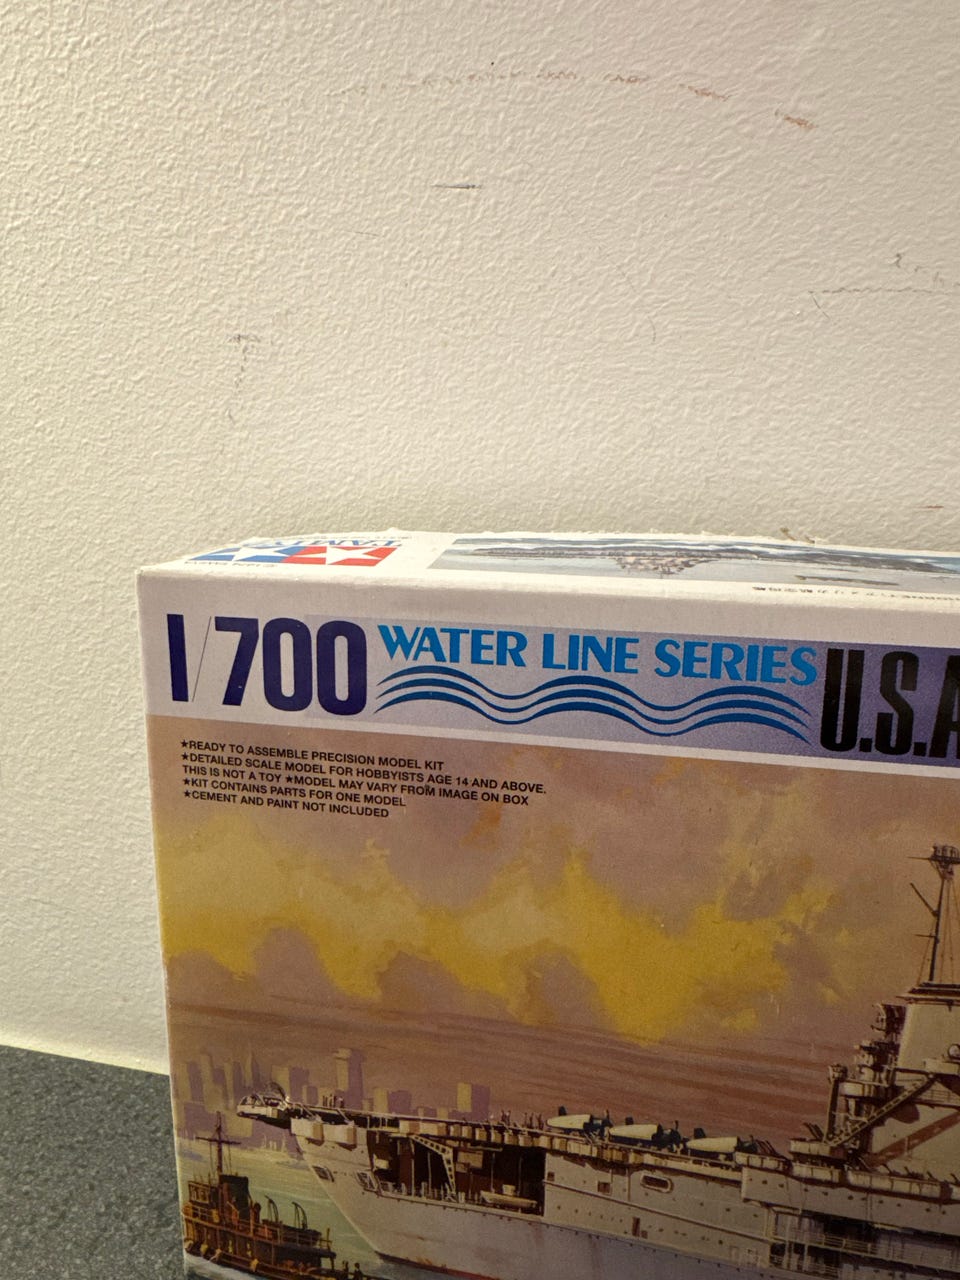 TAMIYA
1/700 WATER LINE SERIES U.S.A
★READY TO ASSEMBLE PRECISION MODEL KIT
★DETAILED SCALE MODEL FOR HOBBYISTS AGE 14 AND ABOVE.
THIS IS NOT A TOY ★MODEL MAY VARY FROM IMAGE ON BOX
★KIT CONTAINS PARTS FOR ONE MODEL
★CEMENT AND PAINT NOT INCLUDED